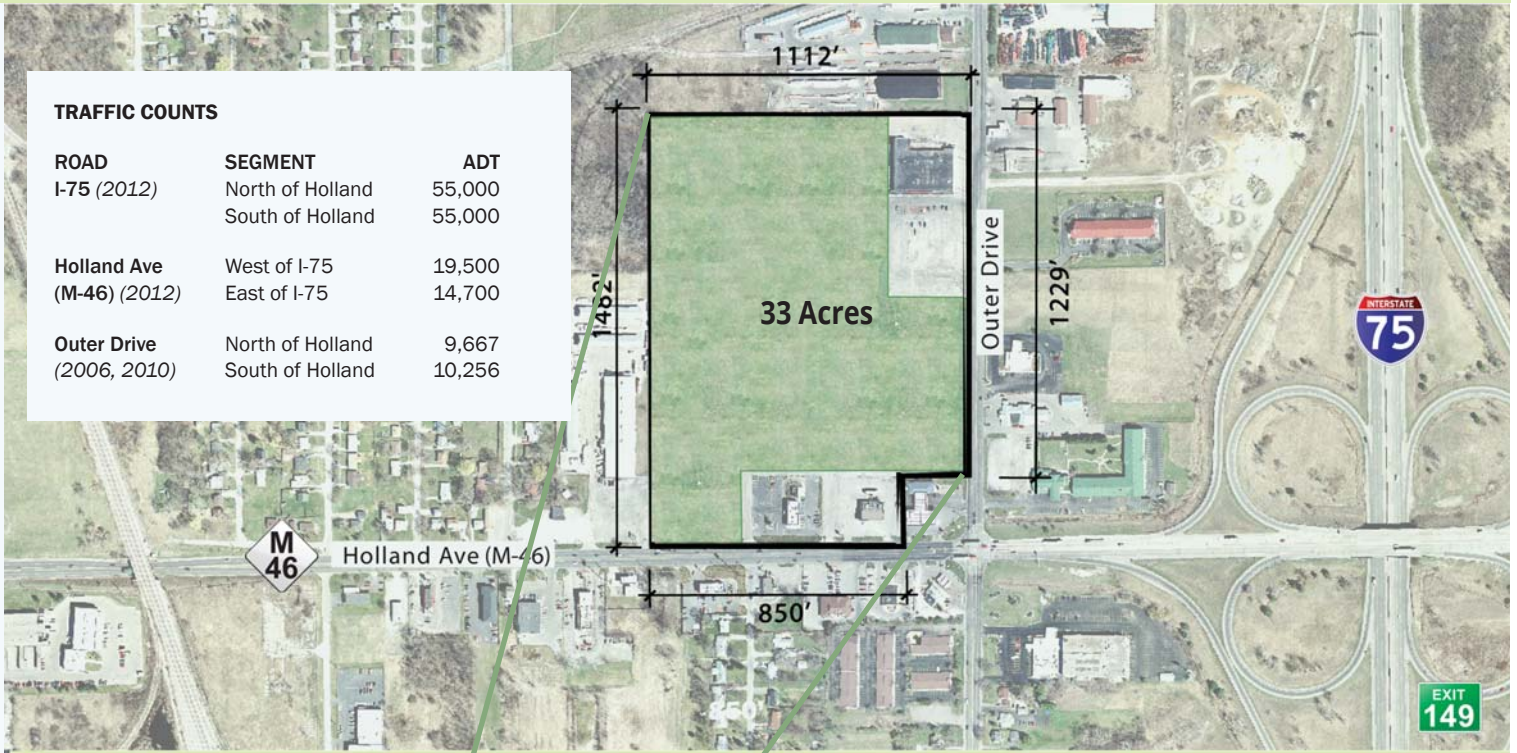 TRAFFIC COUNTS
ROAD SEGMENT ADT
I-75 (2012) North of Holland 55,000
South of Holland 55,000
Holland Ave West of I-75 19,500
(M-46) (2012) East of I-75 14,700
Outer Drive North of Holland 9,667
(2006, 2010) South of Holland 10,256
1112'
1482'
33 Acres
Outer Drive
1229'
INTERSTATE
75
M
46
Holland Ave (M-46)
850'
850'
EXIT
149